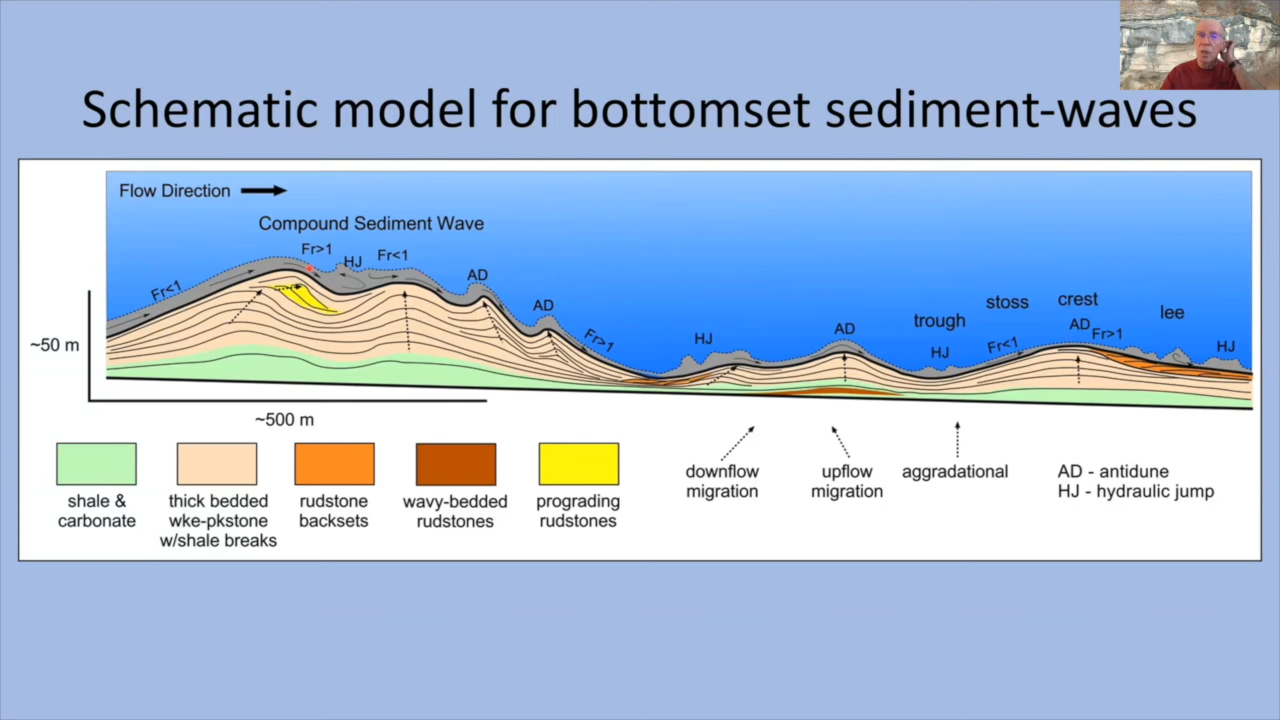 Schematic model for bottomset sediment-waves
Flow Direction
Compound Sediment Wave
Fr<1
Fr>1
HJ
Fr<1
AD
AD
Fr>1
HJ
AD
trough
HJ
stoss
Fr<1
crest
AD
Fr>1
lee
HJ
~50 m
~500 m
shale &
carbonate
thick bedded
wke-pkstone
w/shale breaks
rudstone
backsets
wavy-bedded
rudstones
prograding
rudstones
downflow
migration
upflow
migration
aggradational
AD - antidune
HJ - hydraulic jump